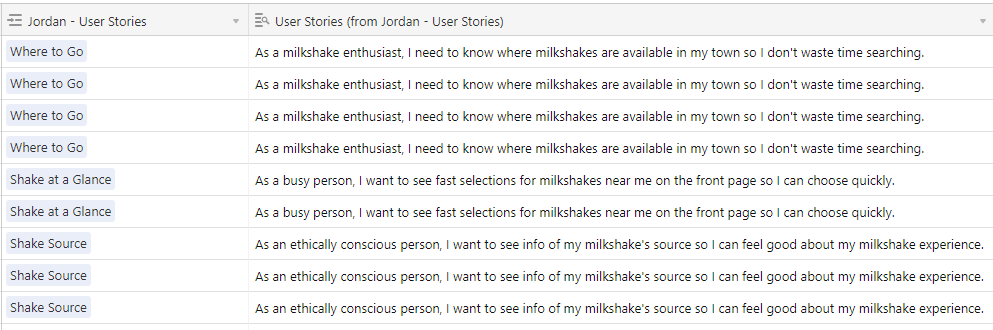 Jordan - User Stories User Stories (from Jordan - User Stories)
Where to Go As a milkshake enthusiast, I need to know where milkshakes are available in my town so I don't waste time searching.
Where to Go As a milkshake enthusiast, I need to know where milkshakes are available in my town so I don't waste time searching.
Where to Go As a milkshake enthusiast, I need to know where milkshakes are available in my town so I don't waste time searching.
Where to Go As a milkshake enthusiast, I need to know where milkshakes are available in my town so I don't waste time searching.
Shake at a Glance As a busy person, I want to see fast selections for milkshakes near me on the front page so I can choose quickly.
Shake at a Glance As a busy person, I want to see fast selections for milkshakes near me on the front page so I can choose quickly.
Shake Source As an ethically conscious person, I want to see info of my milkshake's source so I can feel good about my milkshake experience.
Shake Source As an ethically conscious person, I want to see info of my milkshake's source so I can feel good about my milkshake experience.
Shake Source As an ethically conscious person, I want to see info of my milkshake's source so I can feel good about my milkshake experience.